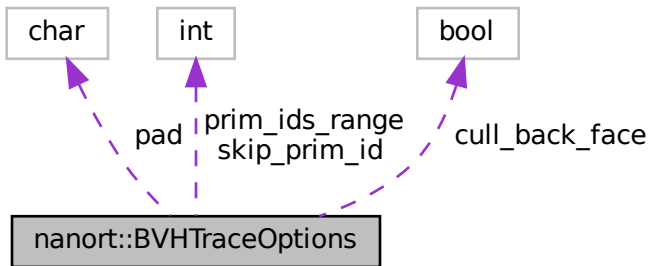 char
int
bool
pad
prim_ids_range
skip_prim_id
cull_back_face
nanort::BVHTraceOptions